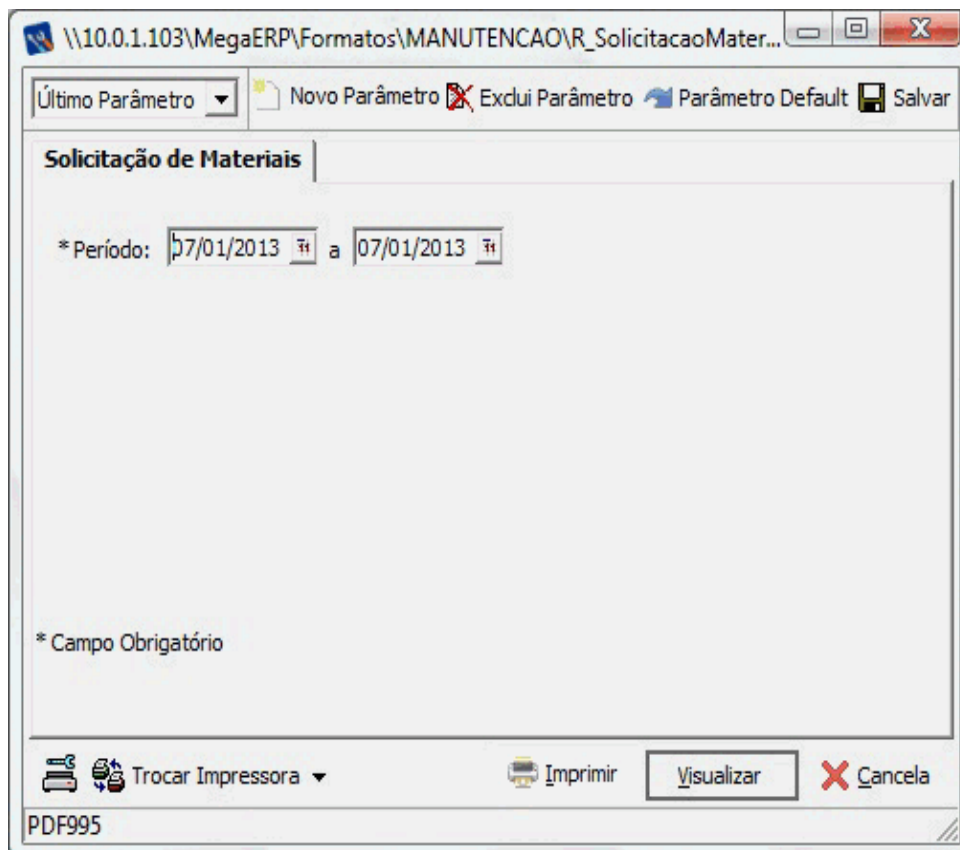 \\10.0.1.103\MegaERP\Formatos\MANUTENCAO\R_SolicitacaoMater...
Último Parâmetro Novo Parâmetro Exclui Parâmetro Parâmetro Default Salvar
Solicitação de Materiais
* Período: 07/01/2013 a 07/01/2013
* Campo Obrigatório
Trocar Impressora Imprimir Visualizar Cancela
PDF995